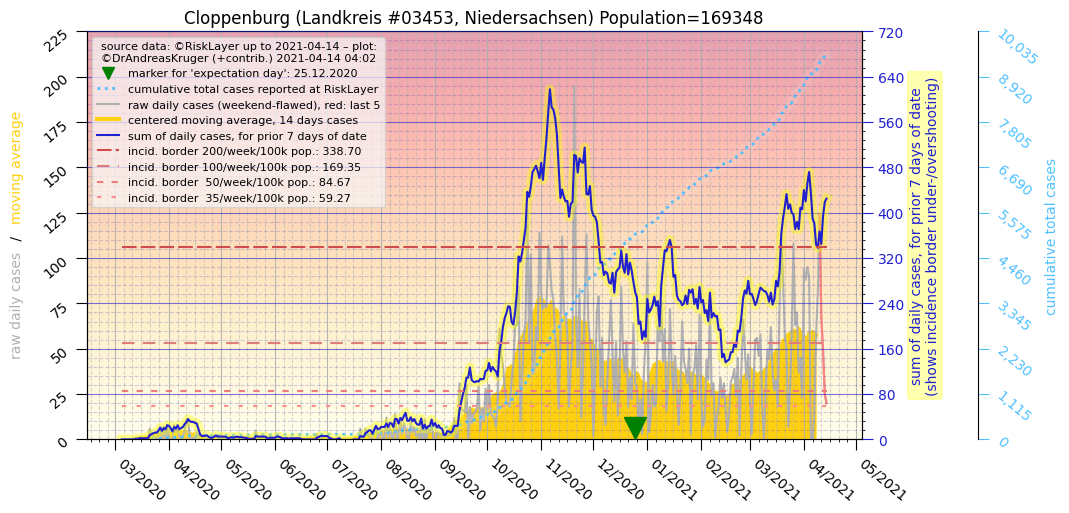 Cloppenburg (Landkreis #03453, Niedersachsen) Population=169348
source data: ©RiskLayer up to 2021-04-14 – plot:
©DrAndreasKruger (+contrib.) 2021-04-14 04:02
marker for 'expectation day': 25.12.2020
cumulative total cases reported at RiskLayer
raw daily cases (weekend-flawed), red: last 5
centered moving average, 14 days cases
sum of daily cases, for prior 7 days of date
incid. border 200/week/100k pop.: 338.70
incid. border 100/week/100k pop.: 169.35
incid. border  50/week/100k pop.: 84.67
incid. border  35/week/100k pop.: 59.27
raw daily cases  /  moving average
225
200
175
150
125
100
75
50
25
0
03/2020
04/2020
05/2020
06/2020
07/2020
08/2020
09/2020
10/2020
11/2020
12/2020
01/2021
02/2021
03/2021
04/2021
05/2021
720
640
560
480
400
320
240
160
80
0
sum of daily cases, for prior 7 days of date
(shows incidence border under-/overshooting)
10,035
8,920
7,805
6,690
5,575
4,460
3,345
2,230
1,115
0
cumulative total cases